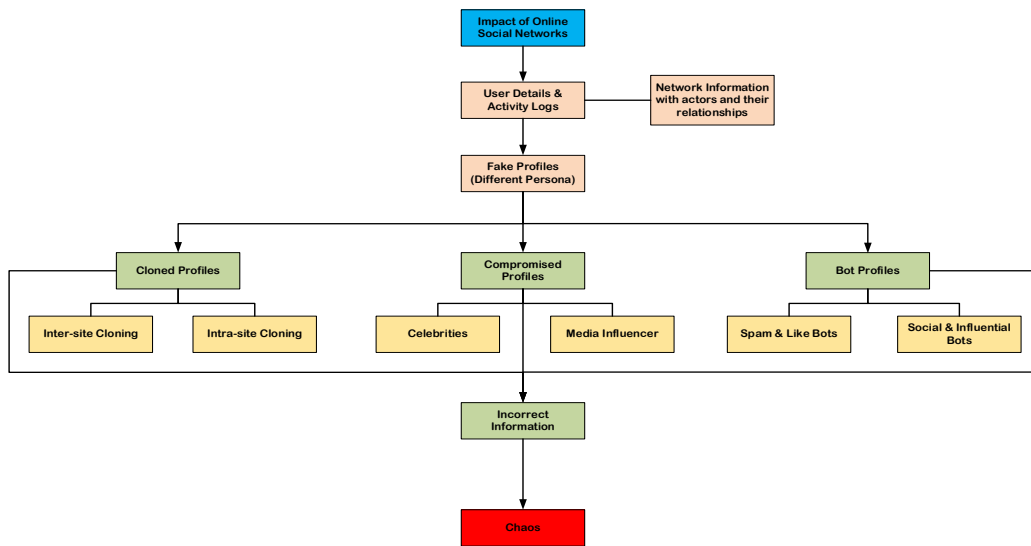 Impact of Online
Social Networks
User Details &
Activity Logs
Network Information
with actors and their
relationships
Fake Profiles
(Different Persona)
Cloned Profiles
Compromised
Profiles
Bot Profiles
Inter-site Cloning
Intra-site Cloning
Celebrities
Media Influencer
Spam & Like Bots
Social & Influential
Bots
Incorrect
Information
Chaos